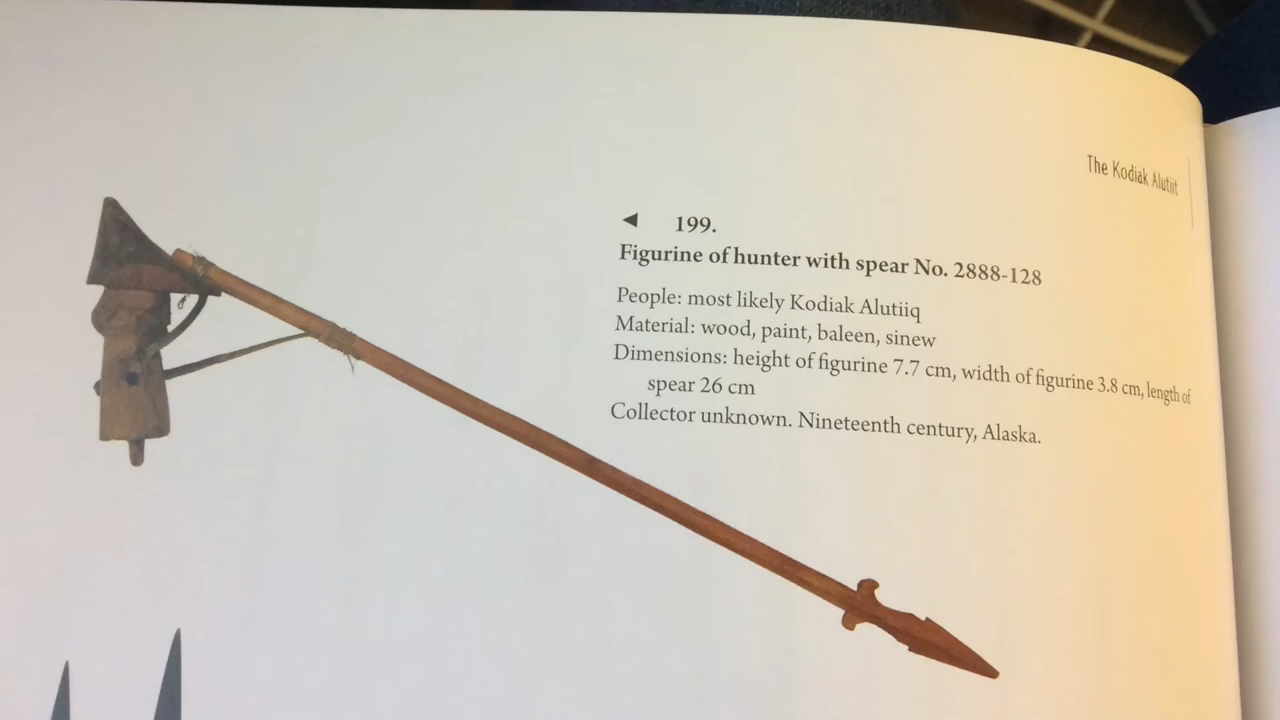 The Kodiak Alutiit
◄ 199.
Figurine of hunter with spear No. 2888-128
People: most likely Kodiak Alutiiq
Material: wood, paint, baleen, sinew
Dimensions: height of figurine 7.7 cm, width of figurine 3.8 cm, length of
spear 26 cm
Collector unknown. Nineteenth century, Alaska.